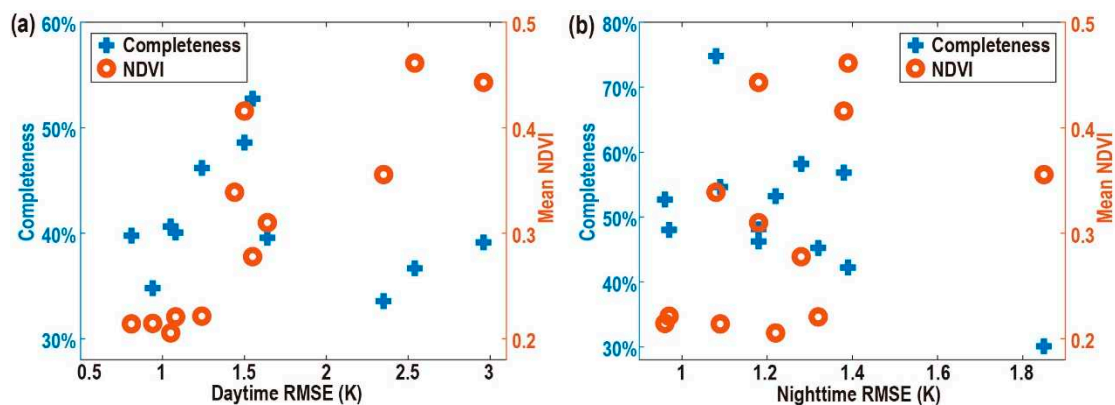 (a)
60%
50%
40%
30%
Completeness
Completeness
NDVI
0.5
0.4
0.3
0.2
Mean NDVI
0.5 1 1.5 2 2.5 3
Daytime RMSE (K)
(b)
80%
70%
60%
50%
40%
30%
Completeness
Completeness
NDVI
0.5
0.4
0.3
0.2
Mean NDVI
1 1.2 1.4 1.6 1.8
Nighttime RMSE (K)